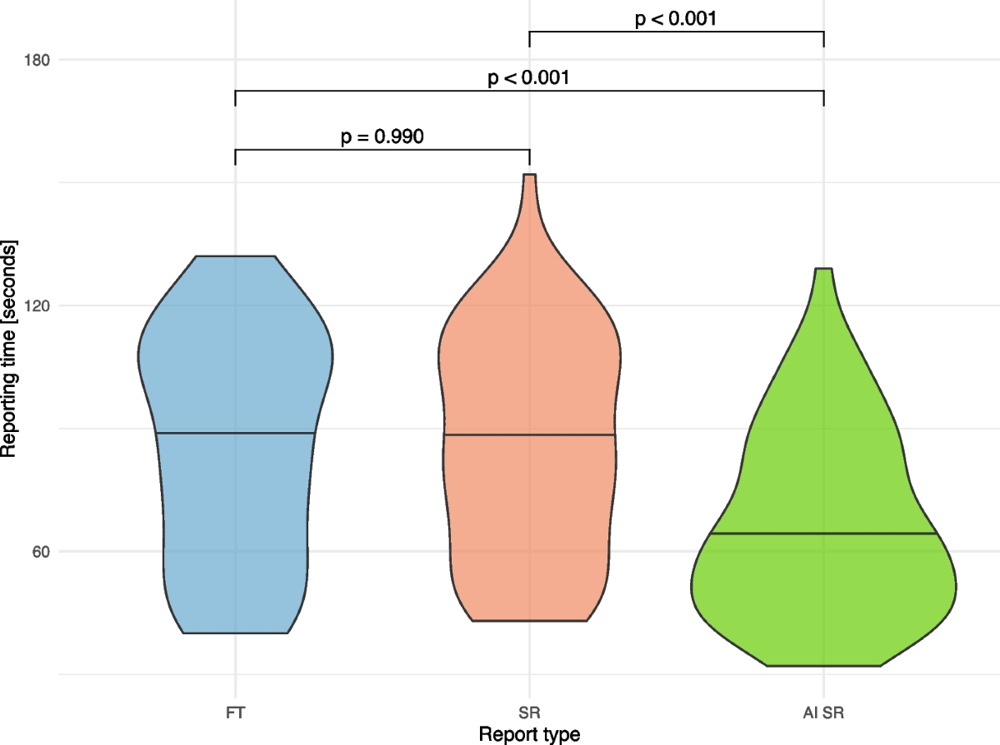 p < 0.001
180
p < 0.001
p = 0.990
120
60
Reporting time [seconds]
FT
SR
AI SR
Report type